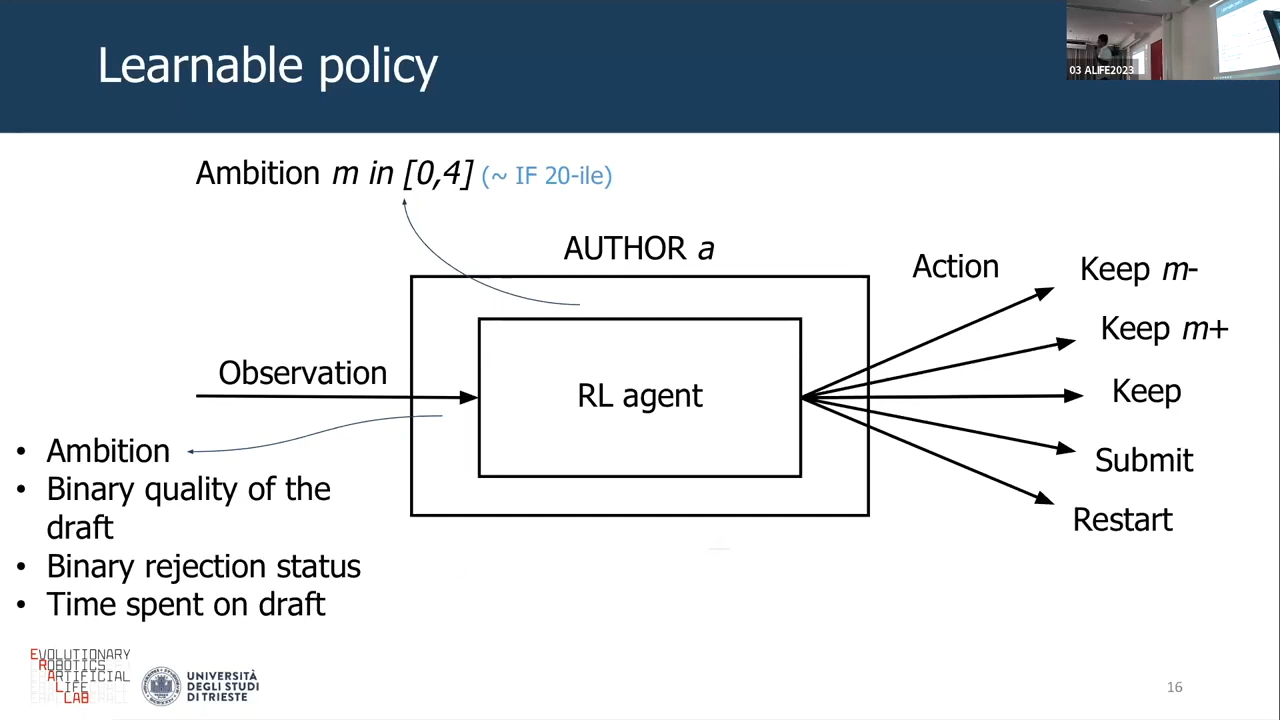 Learnable policy
03 ALIFE2023
Ambition m in [0,4] (~ IF 20-ile)
AUTHOR a
Action
Keep m-
Keep m+
Keep
Submit
Restart
Observation
RL agent
• Ambition
• Binary quality of the
draft
• Binary rejection status
• Time spent on draft
EVOLUTIONARY
ROBOTICS
ARTIFICIAL
LIFE
LAB
UNIVERSITÀ
DEGLI STUDI
DI TRIESTE
16